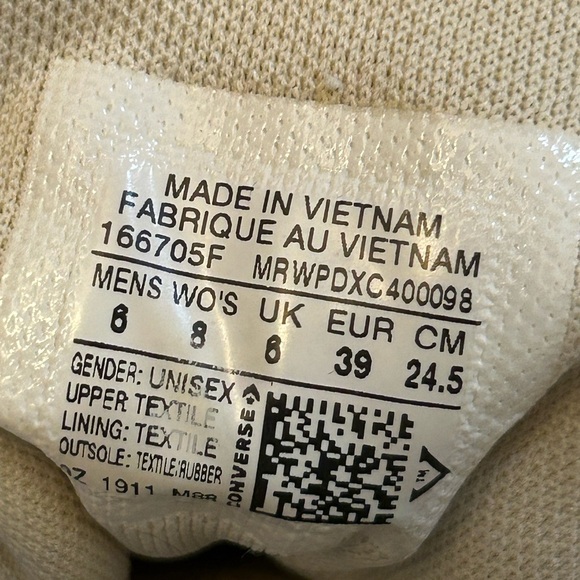 MADE IN VIETNAM
FABRIQUE AU VIETNAM
166705F MRWPDXC400098
MENS WO'S UK EUR CM
6 8 6 39 24.5
GENDER: UNISEX
UPPER TEXTILE
LINING: TEXTILE
OUTSOLE: TEXTILE/RUBBER
1911
CONVERSE